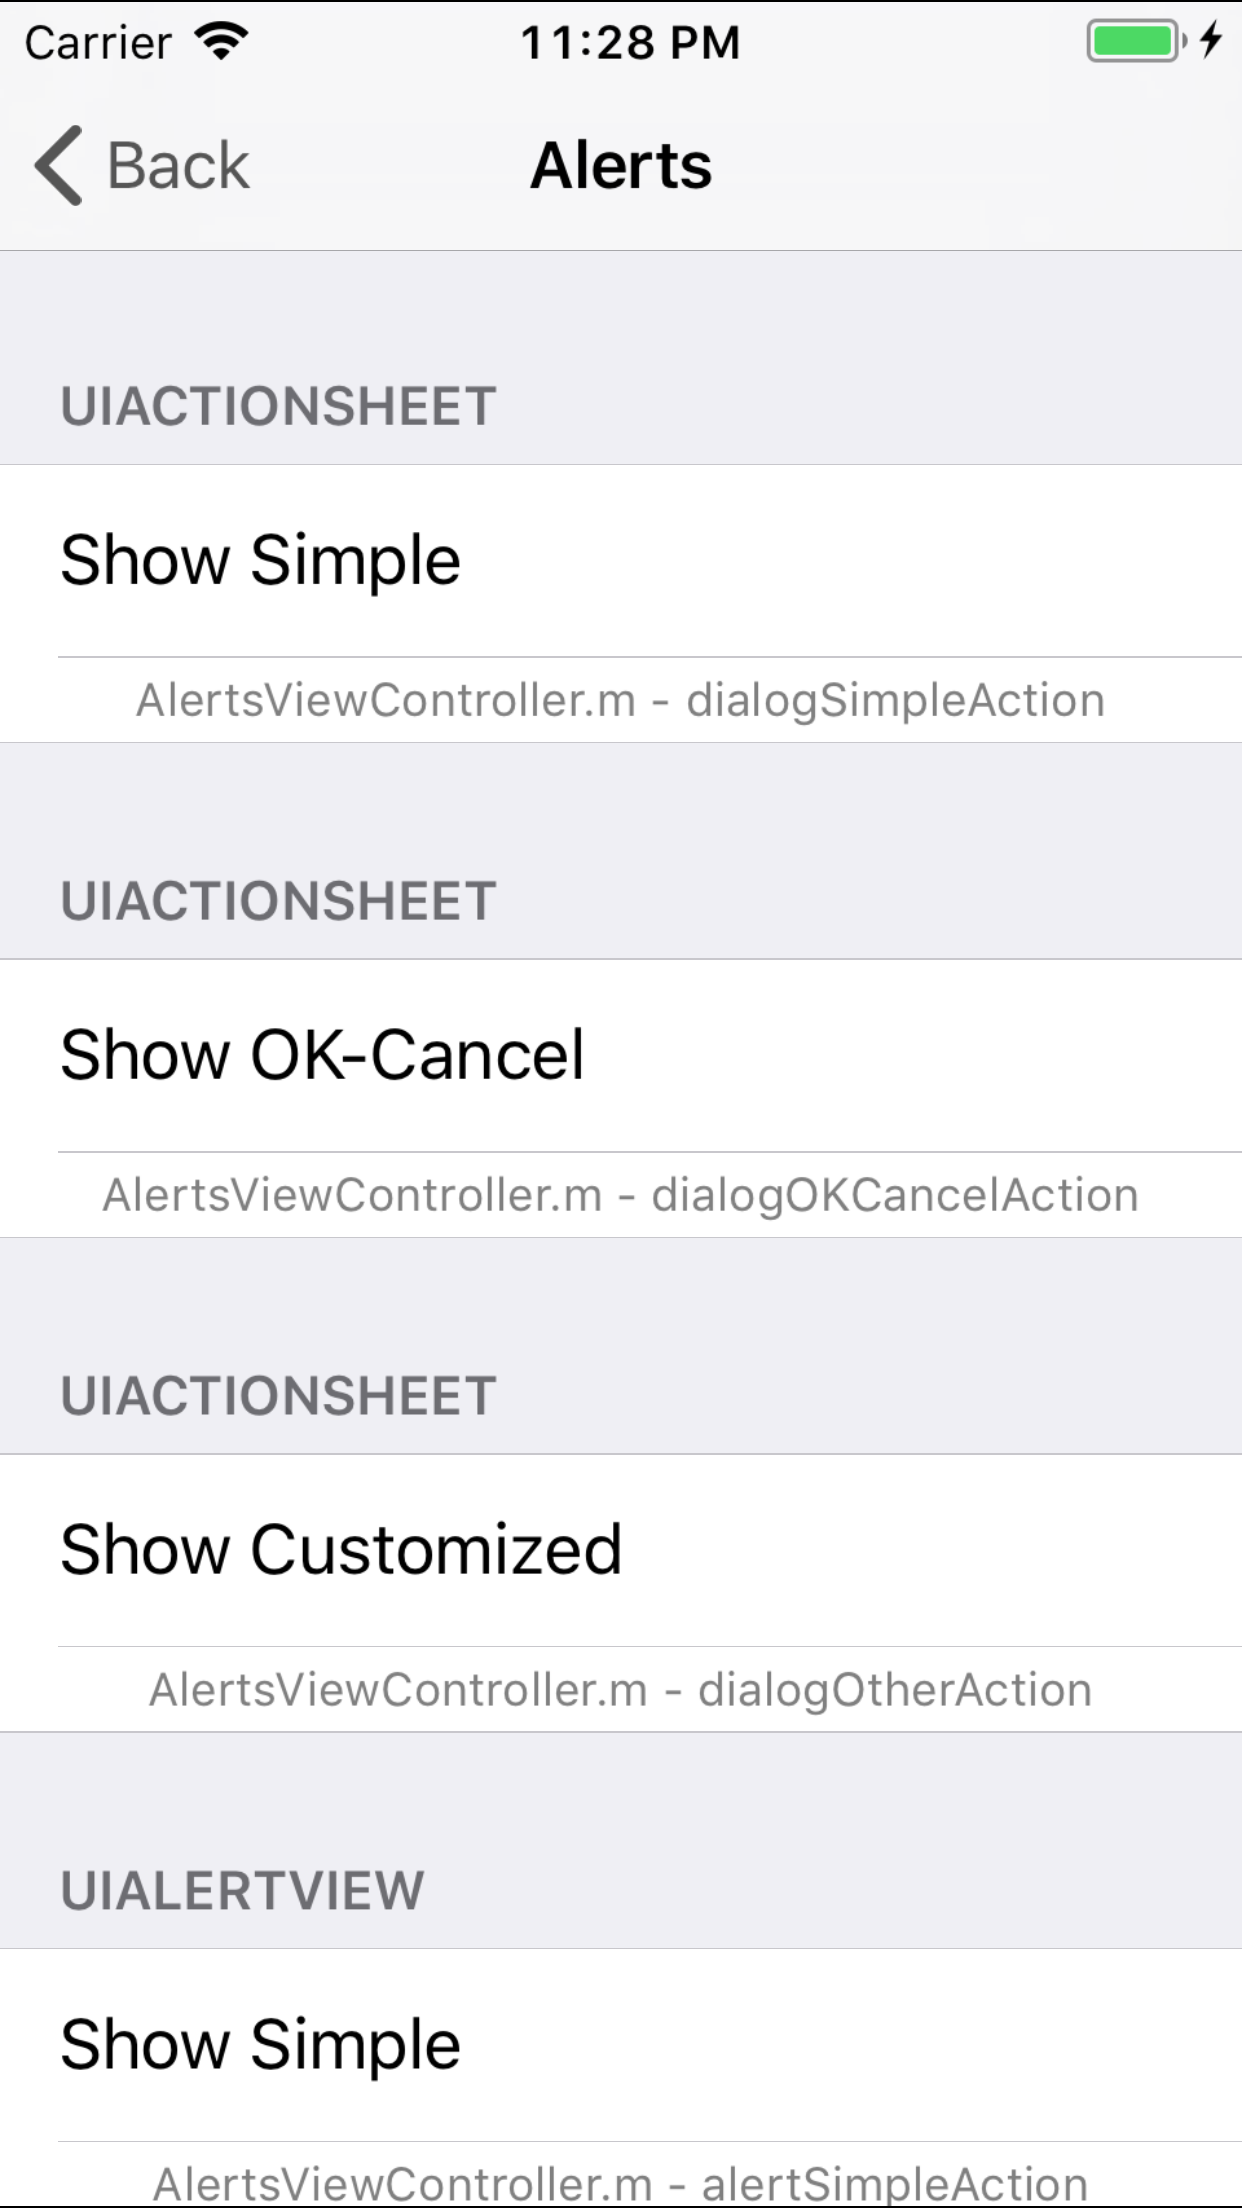 Carrier 11:28 PM
Back Alerts
UIACTIONSHEET
Show Simple
AlertsViewController.m - dialogSimpleAction
UIACTIONSHEET
Show OK-Cancel
AlertsViewController.m - dialogOKCancelAction
UIACTIONSHEET
Show Customized
AlertsViewController.m - dialogOtherAction
UIALERTVIEW
Show Simple
AlertsViewController.m - alertSimpleAction